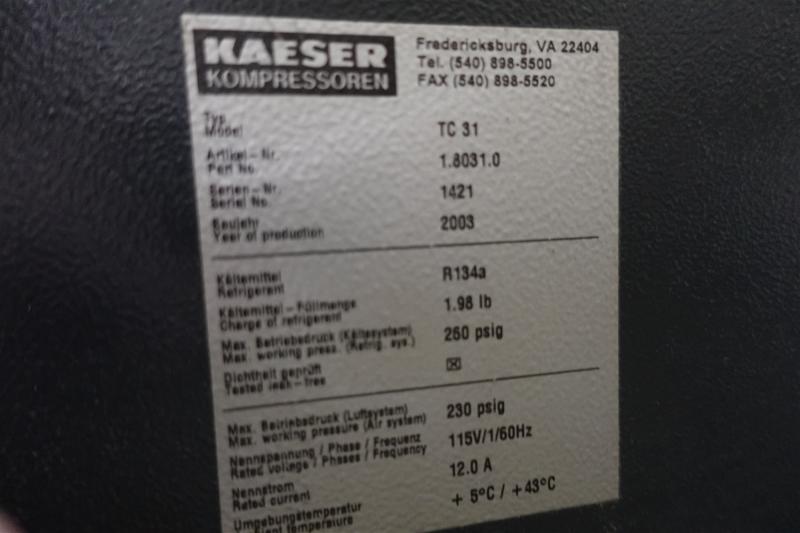 KAESER
KOMPRESSOREN
Fredericksburg, VA 22404
Tel. (540) 898-5500
FAX (540) 898-5520
Typ
Model TC 31
Artikel-Nr.
Part No. 1.8031.0
Serien-Nr.
Serial No. 1421
Baujahr
Year of production 2003
Kältemittel
Refrigerant R134a
Kältemittel-Füllmenge
Charge of refrigerant 1.98 lb
Max. Betriebsdruck (Kältesystem)
Max. working press. (Refrig. sys.) 260 psig
Dichtheit geprüft
Tested leak-free ☒
Max. Betriebsdruck (Luftsystem)
Max. working pressure (Air system) 230 psig
Nennspannung / Phase / Frequenz
Rated voltage / Phases / Frequency 115V/1/60Hz
Nennstrom
Rated current 12.0 A
Umgebungstemperatur
temperature + 5°C / +43°C